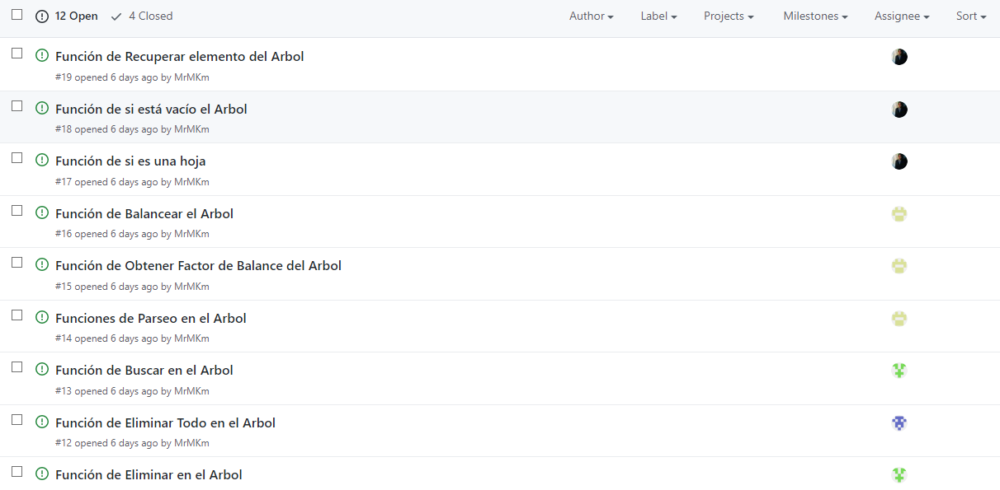 12 Open 4 Closed Author Label Projects Milestones Assignee Sort
Función de Recuperar elemento del Arbol
#19 opened 6 days ago by MrMKm
Función de si está vacío el Arbol
#18 opened 6 days ago by MrMKm
Función de si es una hoja
#17 opened 6 days ago by MrMKm
Función de Balancear el Arbol
#16 opened 6 days ago by MrMKm
Función de Obtener Factor de Balance del Arbol
#15 opened 6 days ago by MrMKm
Funciones de Parseo en el Arbol
#14 opened 6 days ago by MrMKm
Función de Buscar en el Arbol
#13 opened 6 days ago by MrMKm
Función de Eliminar Todo en el Arbol
#12 opened 6 days ago by MrMKm
Función de Eliminar en el Arbol